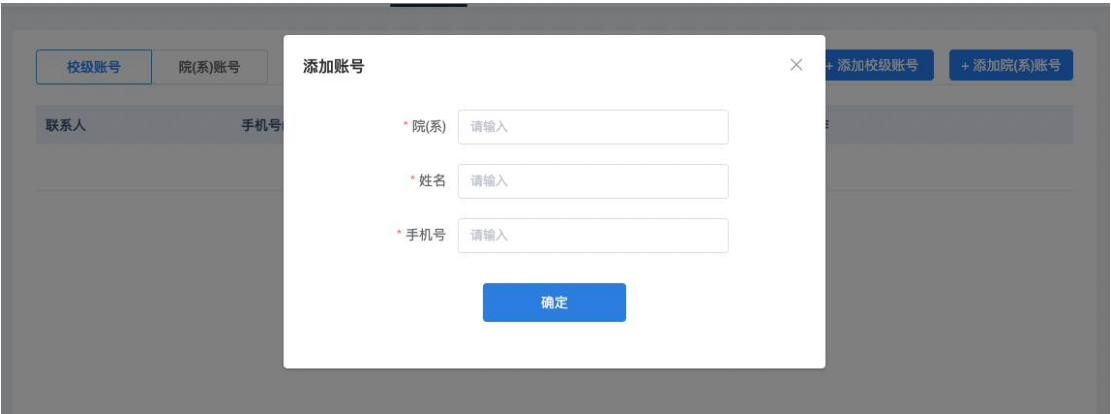 校级账号 院(系)账号 添加账号 + 添加校级账号 + 添加院(系)账号
联系人 手机号
* 院(系) 请输入
* 姓名 请输入
* 手机号 请输入
确定